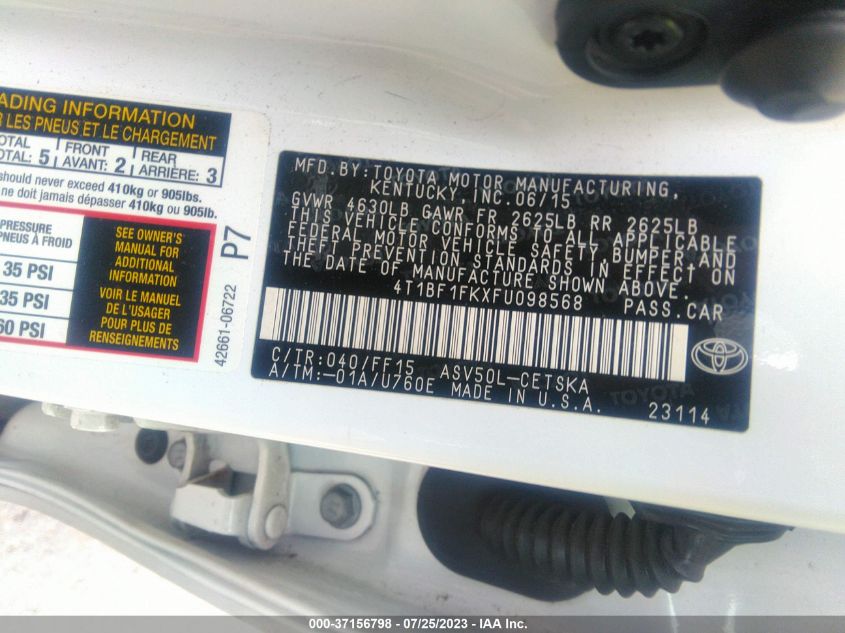 ADING INFORMATION
LES PNEUS ET LE CHARGEMENT
TOTAL FRONT REAR
TOTAL: 5 AVANT: 2 ARRIÈRE: 3
should never exceed 410kg or 905lbs.
ne doit jamais dépasser 410kg ou 905lb.
PRESSURE
PNEUS À FROID
35 PSI
35 PSI
60 PSI
SEE OWNER'S
MANUAL FOR
ADDITIONAL
INFORMATION
VOIR LE MANUEL
DE L'USAGER
POUR PLUS DE
RENSEIGNEMENTS
P7
42661-06722
MFD.BY:TOYOTA MOTOR MANUFACTURING,
KENTUCKY, INC.06/15
GVWR 4630LB GAWR FR 2625LB RR 2625LB
THIS VEHICLE CONFORMS TO ALL APPLICABLE
FEDERAL MOTOR VEHICLE SAFETY,BUMPER AND
THEFT PREVENTION STANDARDS IN EFFECT ON
THE DATE OF MANUFACTURE SHOWN ABOVE.
4T1BF1FKXFU098568 PASS.CAR
C/TR:040/FF15 ASV50L-CETSKA
A/TM:-01A/U760E MADE IN U.S.A. 23114
TOYOTA
000-37156798 - 07/25/2023 - IAA Inc.